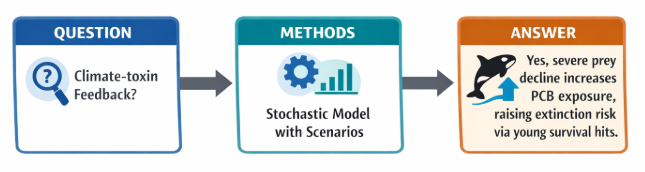 QUESTION
Climate-toxin
Feedback?
METHODS
Stochastic Model
with Scenarios
ANSWER
Yes, severe prey
decline increases
PCB exposure,
raising extinction risk
via young survival hits.